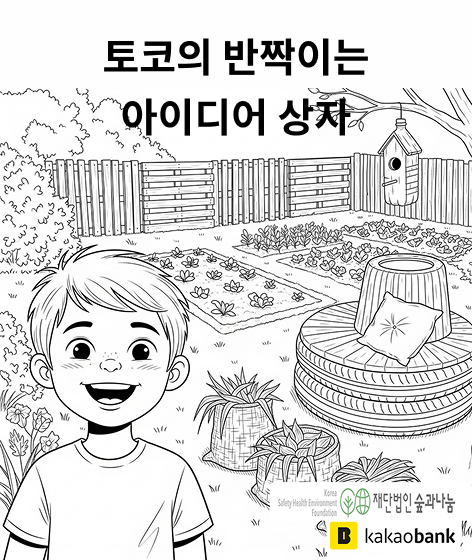 토코의 반짝이는
아이디어 상자
Korea
Safety Health Environment
Foundation
재단법인 숲과나눔
B
kakaobank